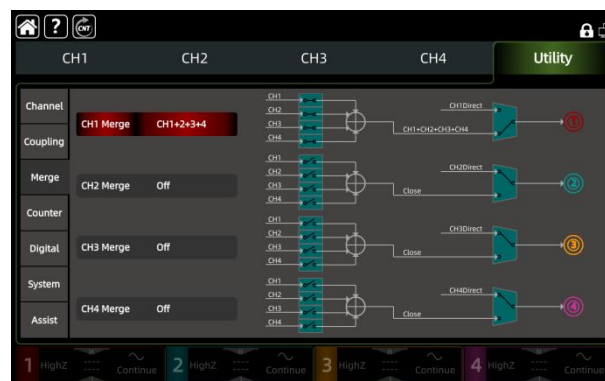 ? CNT
CH1 CH2 CH3 CH4 Utility
Channel
Coupling
Merge
Counter
Digital
System
Assist
CH1 Merge CH1+2+3+4
CH1
CH2
CH3
CH4
CH1Direct
CH1+CH2+CH3+CH4
1
CH2 Merge Off
CH1
CH2
CH3
CH4
CH2Direct
Close
2
CH3 Merge Off
CH1
CH2
CH3
CH4
CH3Direct
Close
3
CH4 Merge Off
CH1
CH2
CH3
CH4
CH4Direct
Close
4
1 HighZ Continue 2 HighZ Continue 3 HighZ Continue 4 HighZ Continue